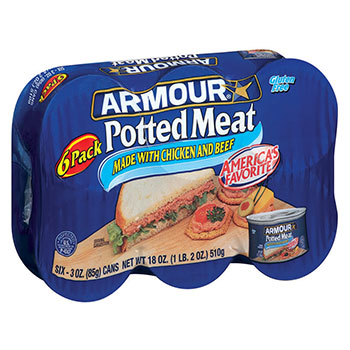 ARMOUR
Potted Meat
Gluten
Free
6 Pack
MADE WITH CHICKEN AND BEEF
AMERICA'S
FAVORITE
ARMOUR
POTTED MEAT
SIX - 3 OZ. (85g) CANS NET WT 18 OZ. (1 LB. 2 OZ.) 510g